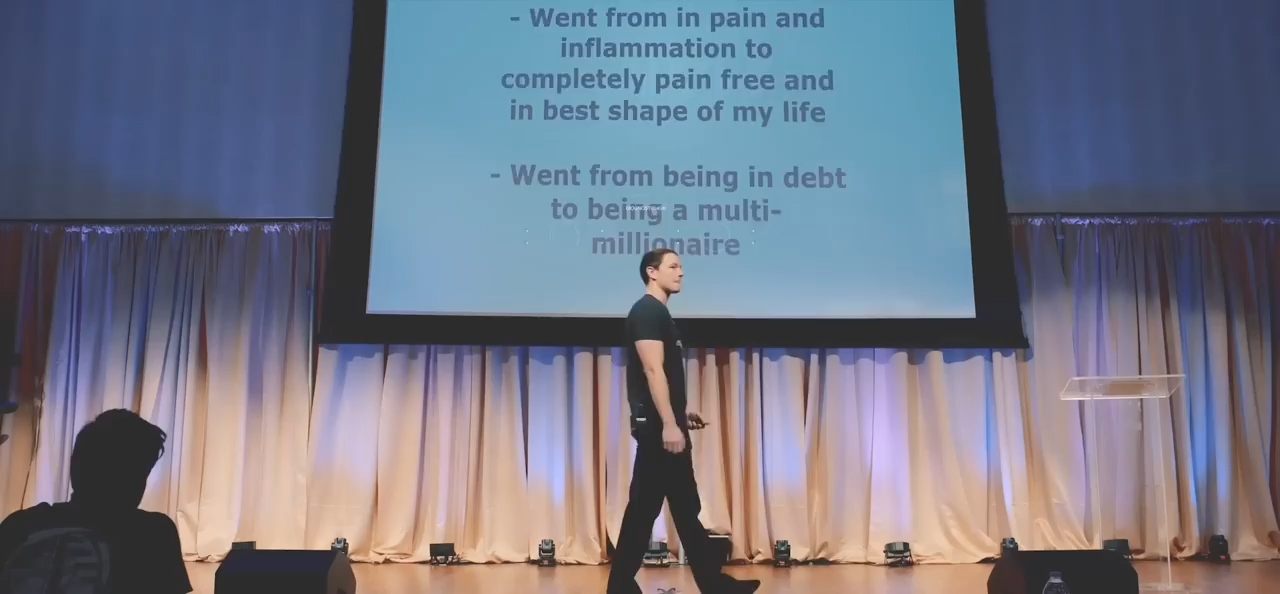 - Went from in pain and
inflammation to
completely pain free and
in best shape of my life
- Went from being in debt
to being a multi-
millionaire